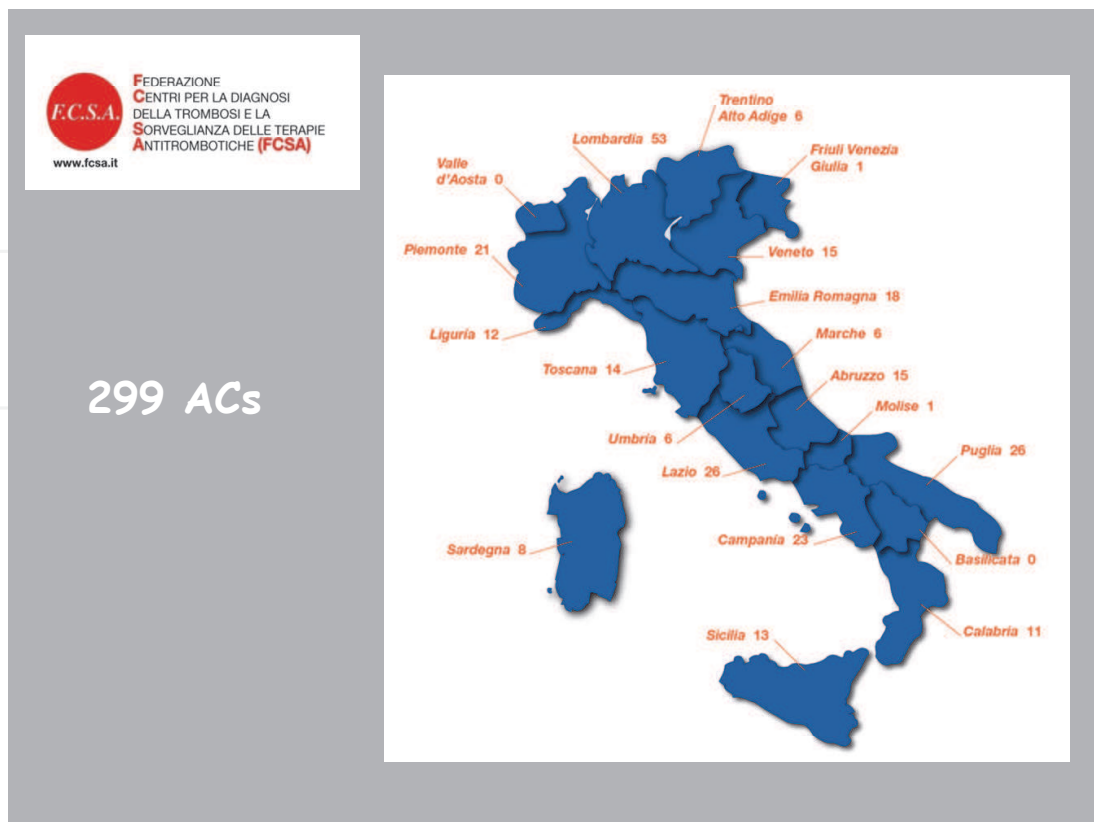 F.C.S.A.
FEDERAZIONE
CENTRI PER LA DIAGNOSI
DELLA TROMBOSI E LA
SORVEGLIANZA DELLE TERAPIE
ANTITROMBOTICHE (FCSA)
www.fcsa.it
299 ACs
Trentino
Alto Adige 6
Lombardia 53
Friuli Venezia
Giulia 1
Valle
d'Aosta 0
Piemonte 21
Veneto 15
Emilia Romagna 18
Liguria 12
Marche 6
Toscana 14
Abruzzo 15
Molise 1
Umbria 6
Puglia 26
Lazio 26
Campania 23
Sardegna 8
Basilicata 0
Calabria 11
Sicilia 13